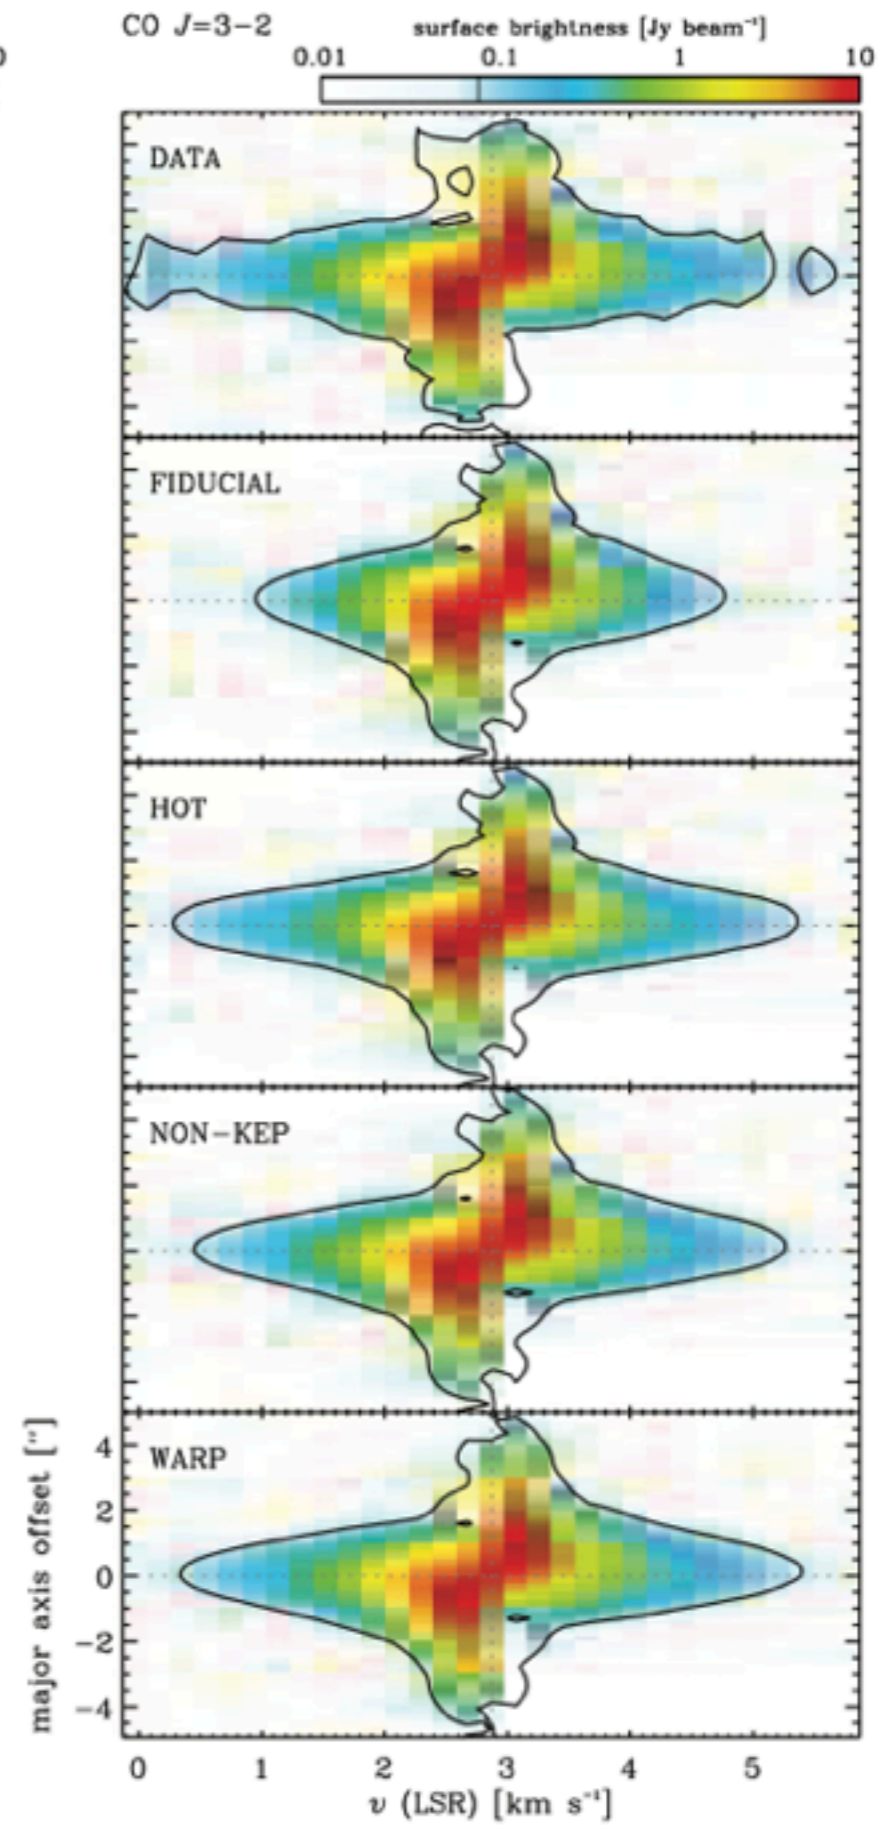 CO J=3−2
surface brightness [Jy beam⁻¹]
0 0.01 0.1 1 10
DATA
FIDUCIAL
HOT
NON−KEP
WARP
major axis offset ["]
4
2
0
−2
−4
0 1 2 3 4 5
v (LSR) [km s⁻¹]